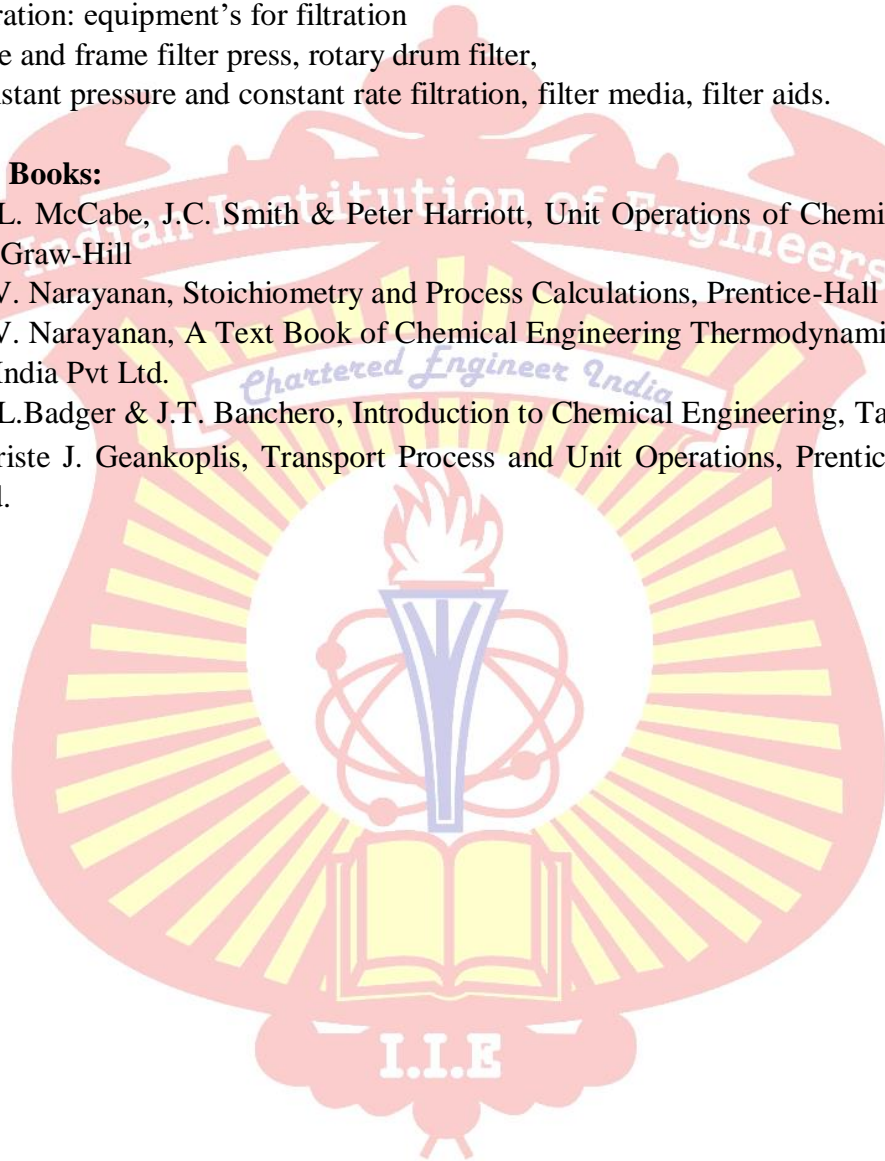 ration: equipment’s for filtration
e and frame filter press, rotary drum filter,
stant pressure and constant rate filtration, filter media, filter aids.
Books:
L. McCabe, J.C. Smith & Peter Harriott, Unit Operations of Chemi
Graw-Hill
Indian Institution of Engineers
V. Narayanan, Stoichiometry and Process Calculations, Prentice-Hall
V. Narayanan, A Text Book of Chemical Engineering Thermodynami
India Pvt Ltd.
Chartered Engineer India
L.Badger & J.T. Banchero, Introduction to Chemical Engineering, Ta
riste J. Geankoplis, Transport Process and Unit Operations, Prentic
d.
I.I.E